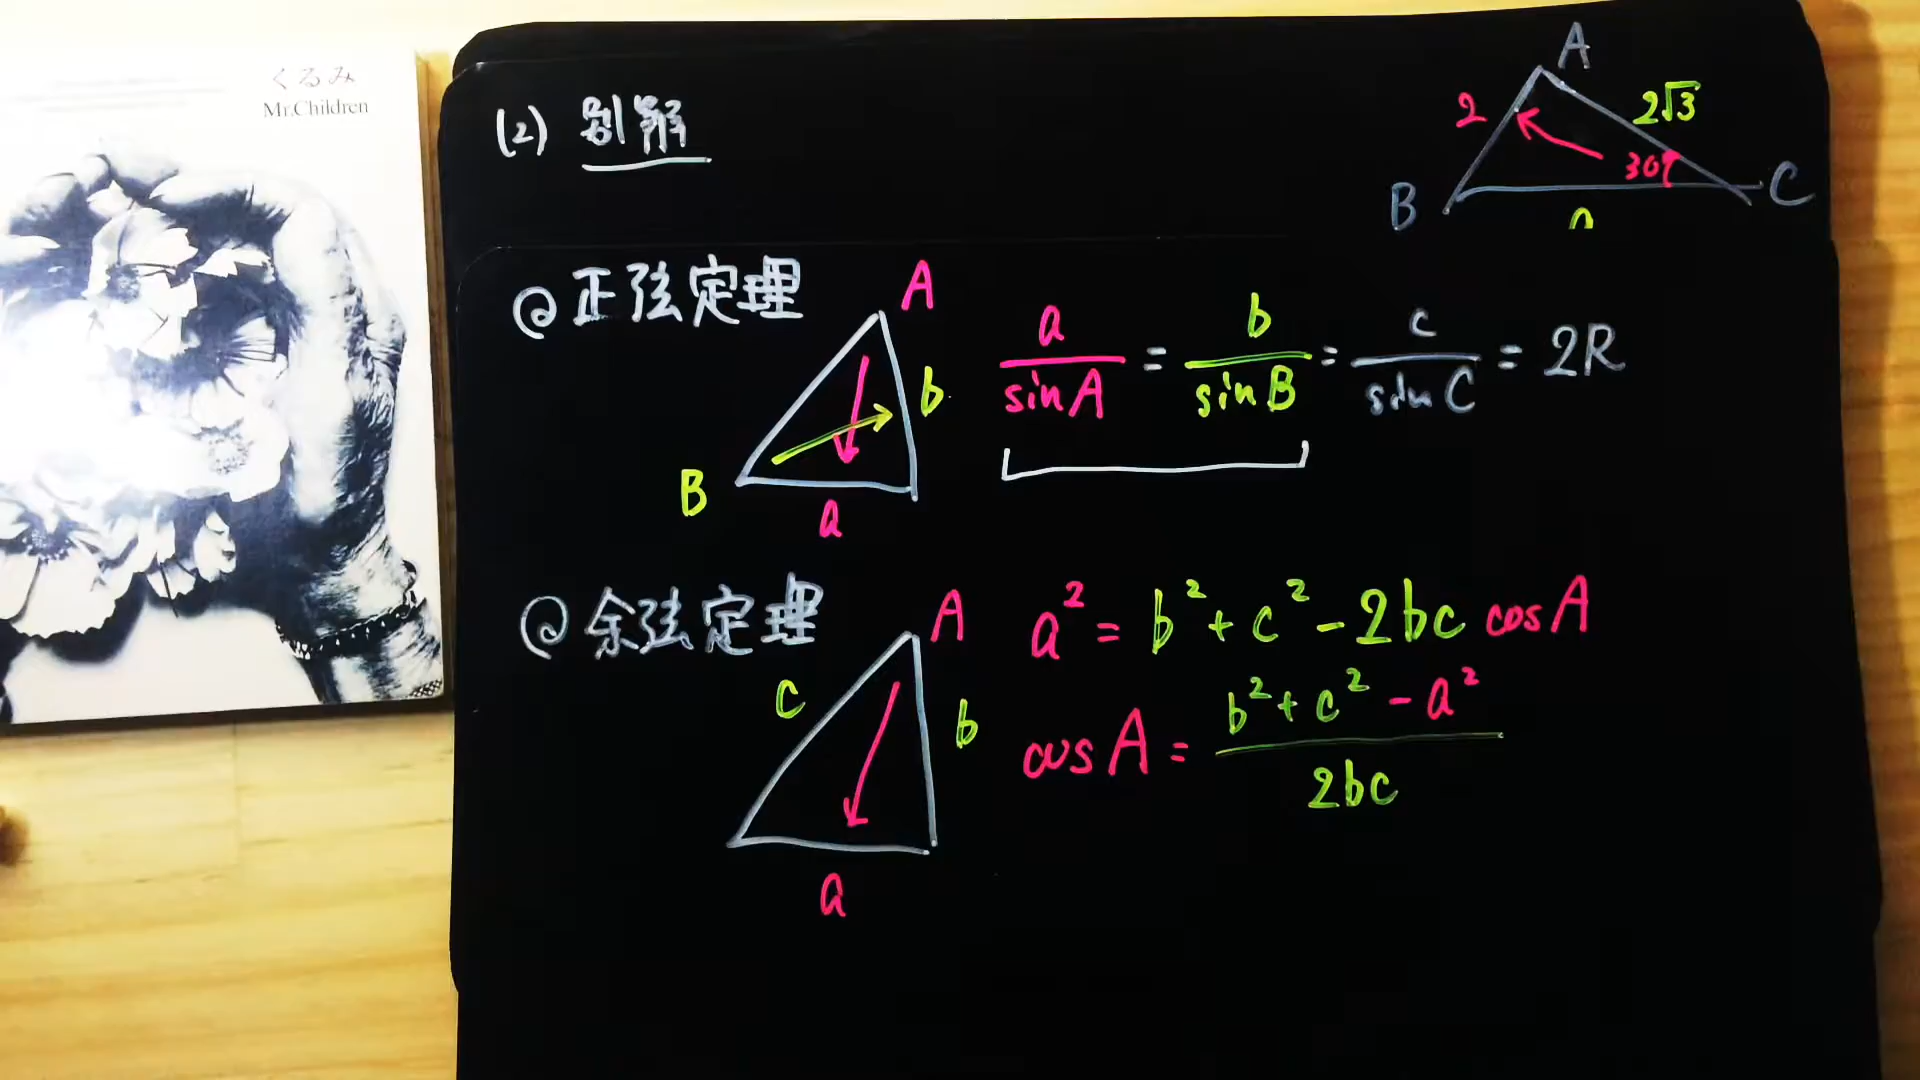 くるみ
Mr.Children
(2) 别解
A
2
2√3
30°
B
C
a
@正弦定理
A
b
B
a
a/sinA = b/sinB = c/sinC = 2R
@余弦定理
A
c
b
a
a² = b² + c² - 2bc cosA
cosA = (b² + c² - a²)/2bc